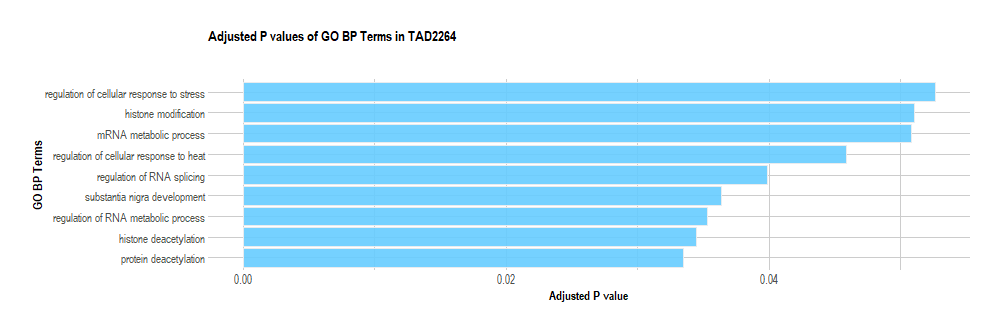 Adjusted P values of GO BP Terms in TAD2264
GO BP Terms
regulation of cellular response to stress
histone modification
mRNA metabolic process
regulation of cellular response to heat
regulation of RNA splicing
substantia nigra development
regulation of RNA metabolic process
histone deacetylation
protein deacetylation
0.00 0.02 0.04
Adjusted P value